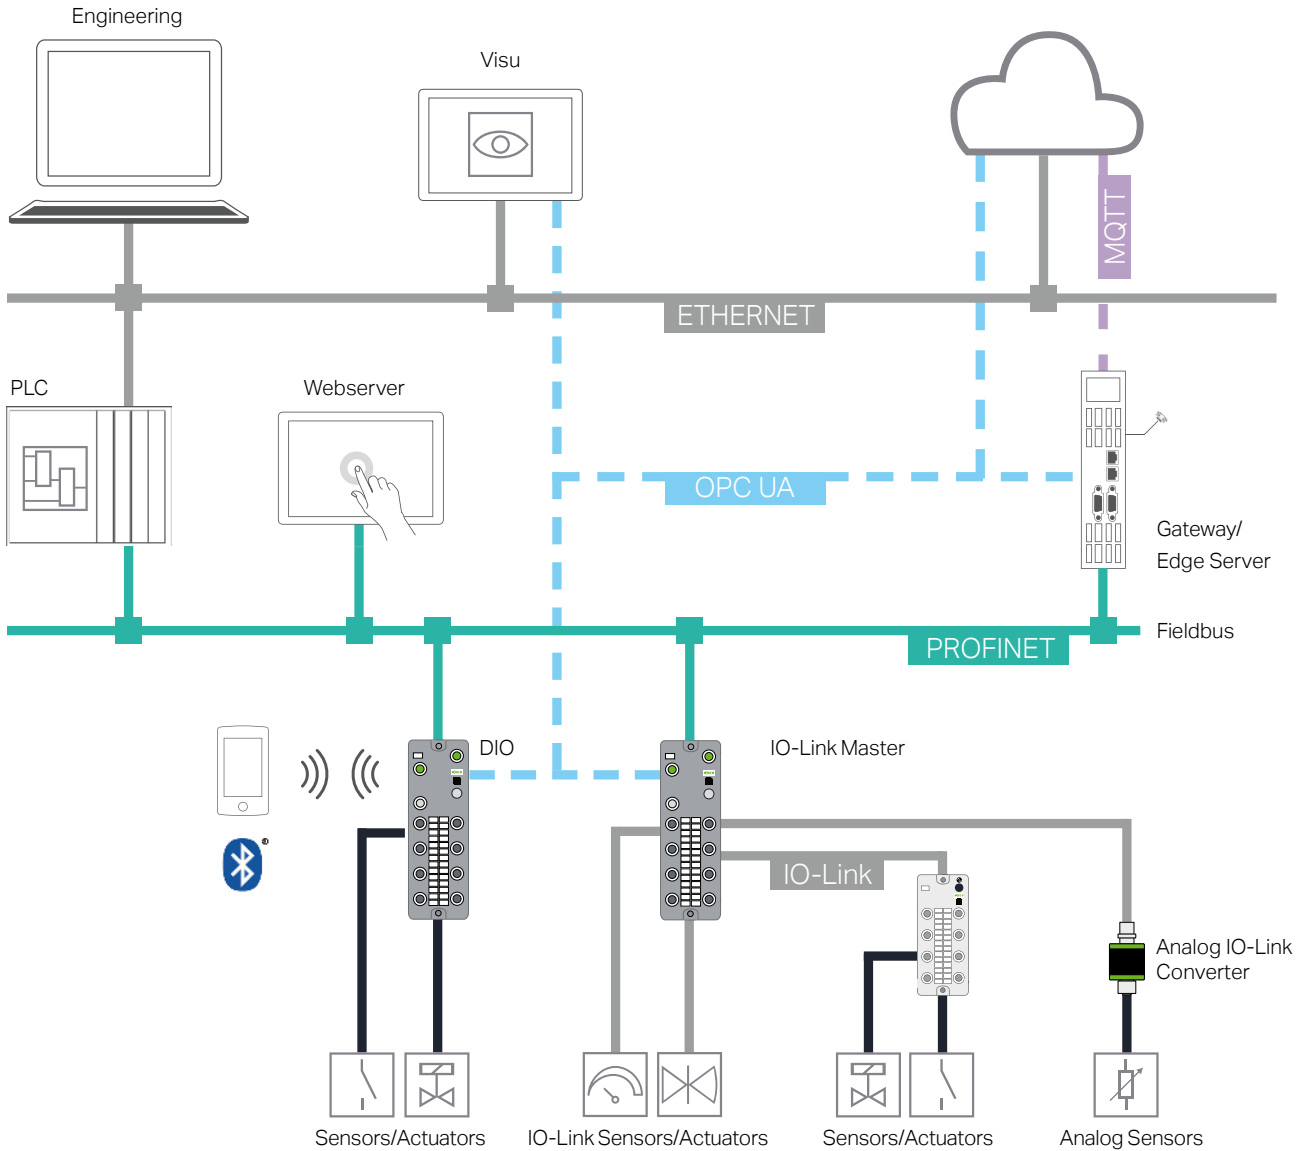 Engineering
Visu
MQTT
ETHERNET
PLC
Webserver
OPC UA
Gateway/
Edge Server
PROFINET
Fieldbus
DIO
IO-Link Master
IO-Link
Analog IO-Link
Converter
Sensors/Actuators
IO-Link Sensors/Actuators
Sensors/Actuators
Analog Sensors